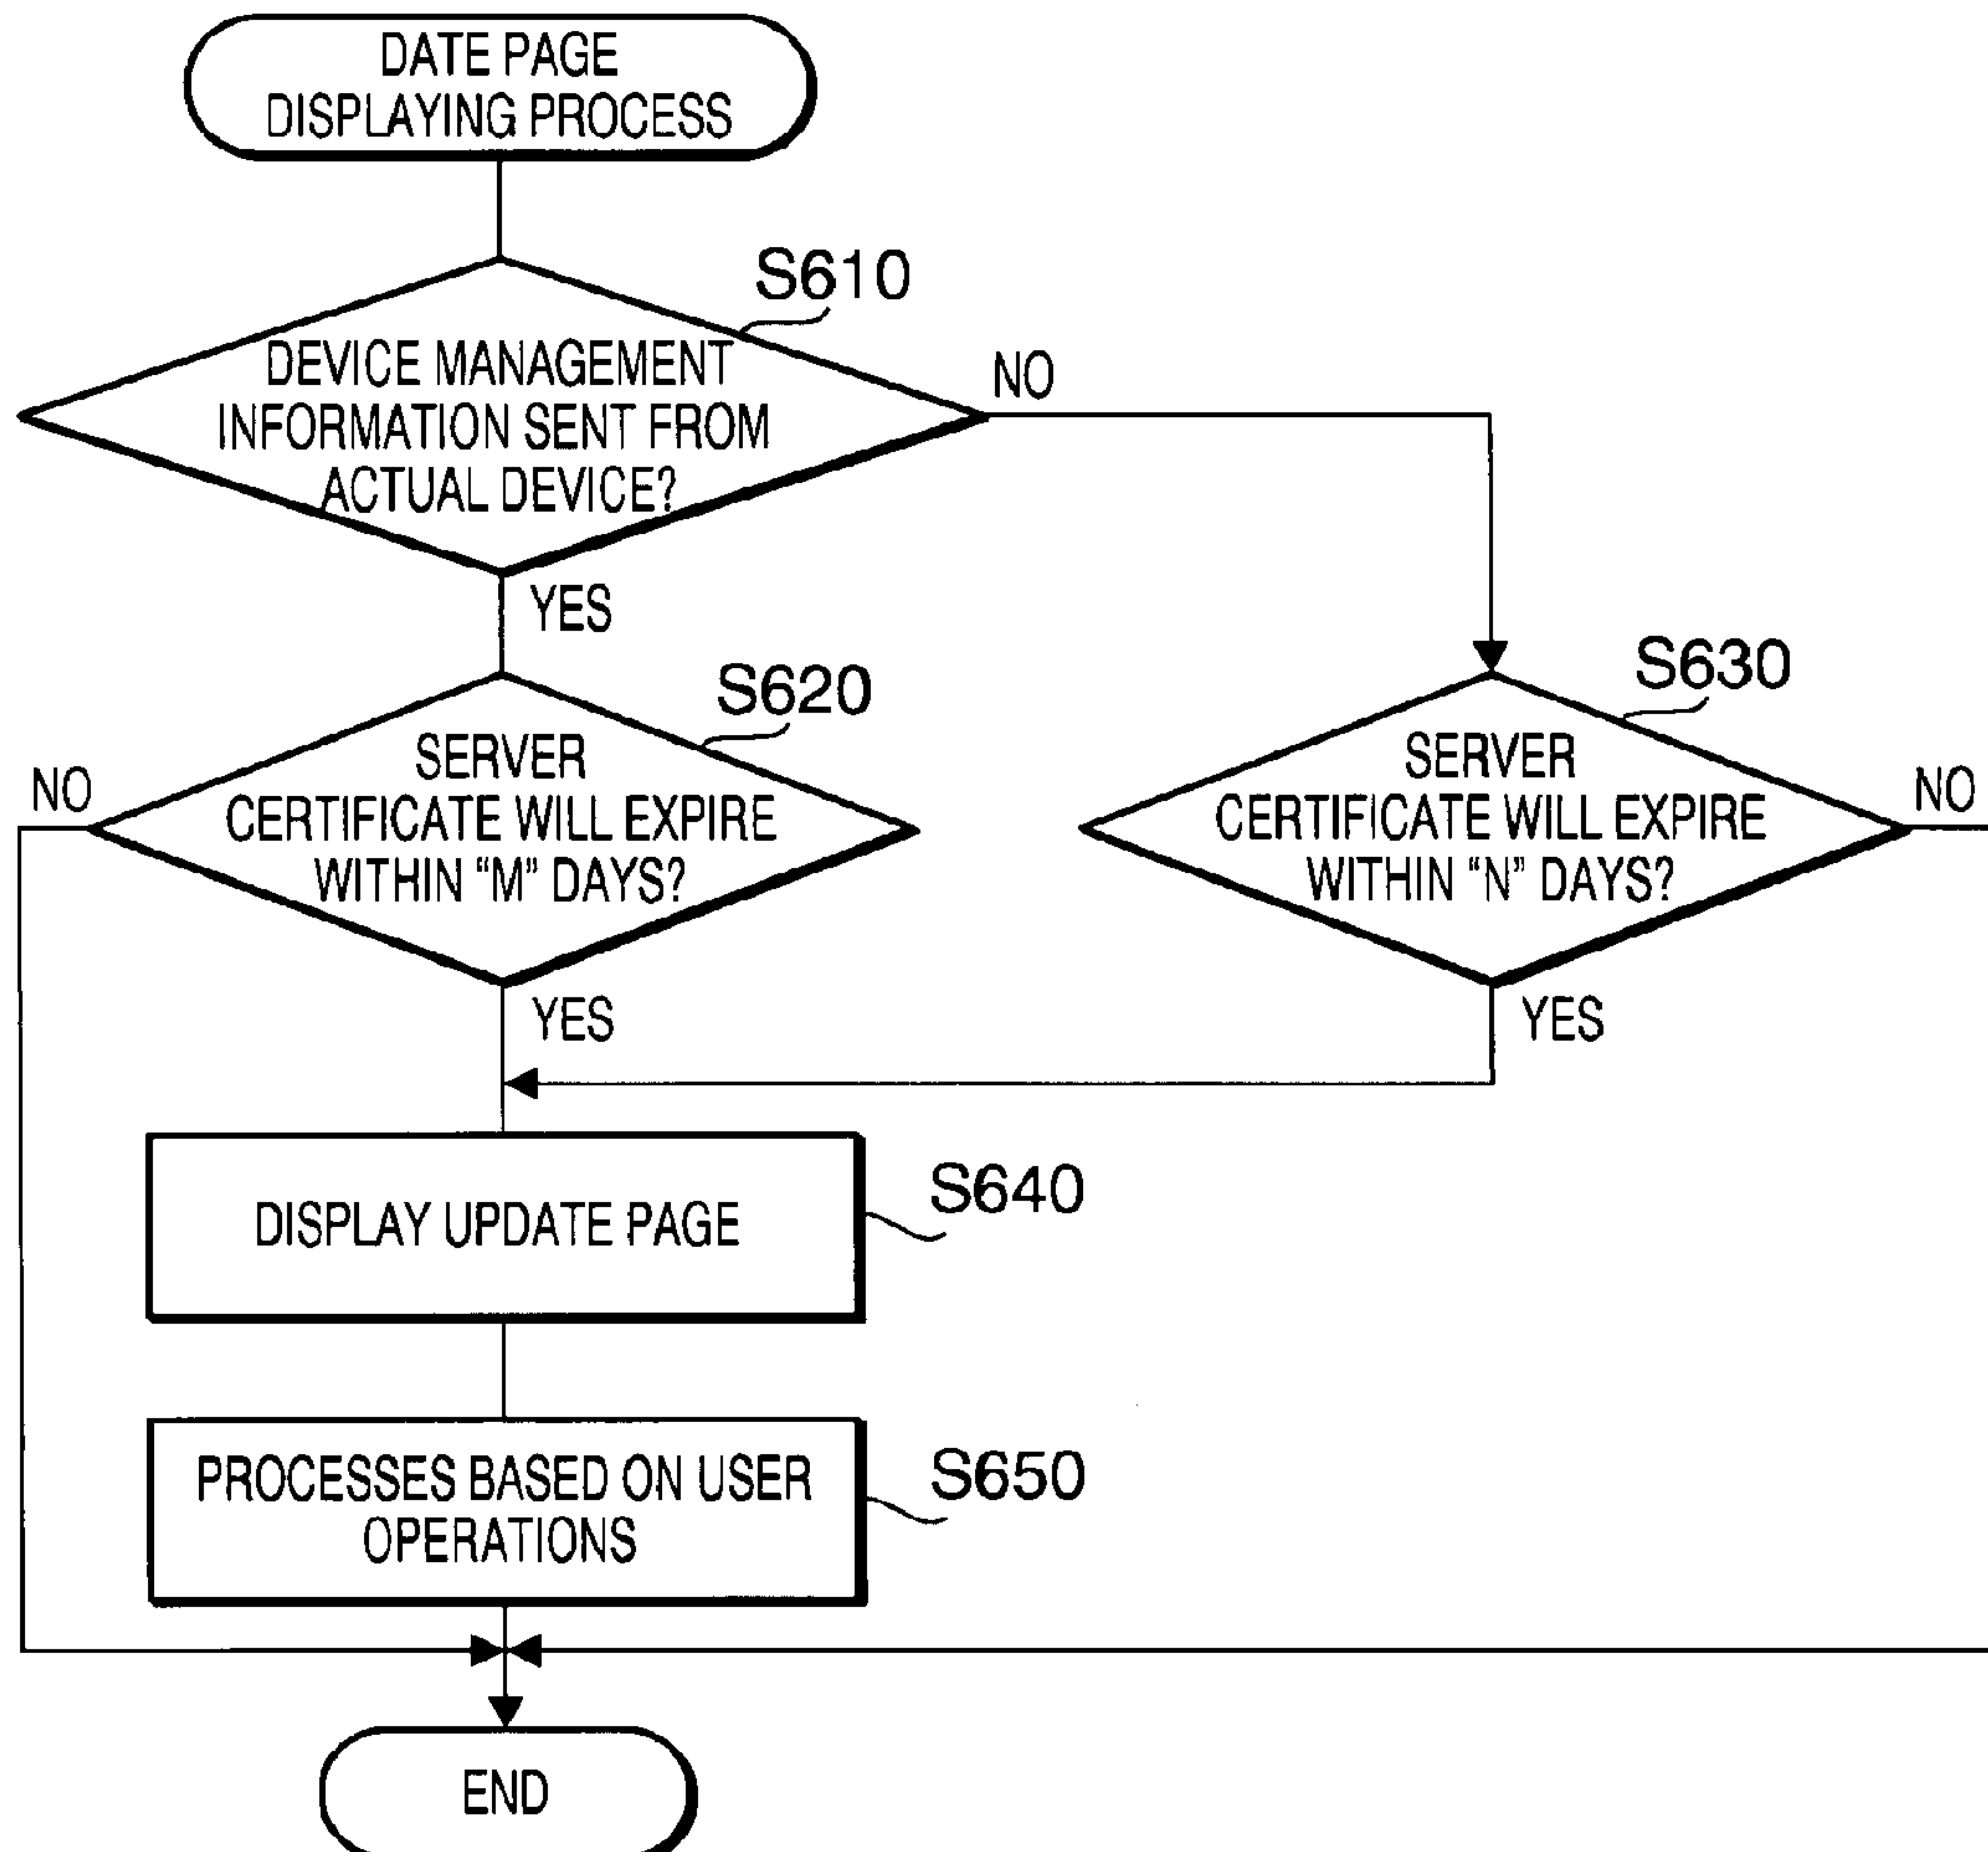 DATE PAGE
DISPLAYING PROCESS
S610
DEVICE MANAGEMENT
INFORMATION SENT FROM
ACTUAL DEVICE?
NO
YES
S620
SERVER
CERTIFICATE WILL EXPIRE
WITHIN “M” DAYS?
NO
YES
S630
SERVER
CERTIFICATE WILL EXPIRE
WITHIN “N” DAYS?
NO
YES
DISPLAY UPDATE PAGE
S640
PROCESSES BASED ON USER
OPERATIONS
S650
END